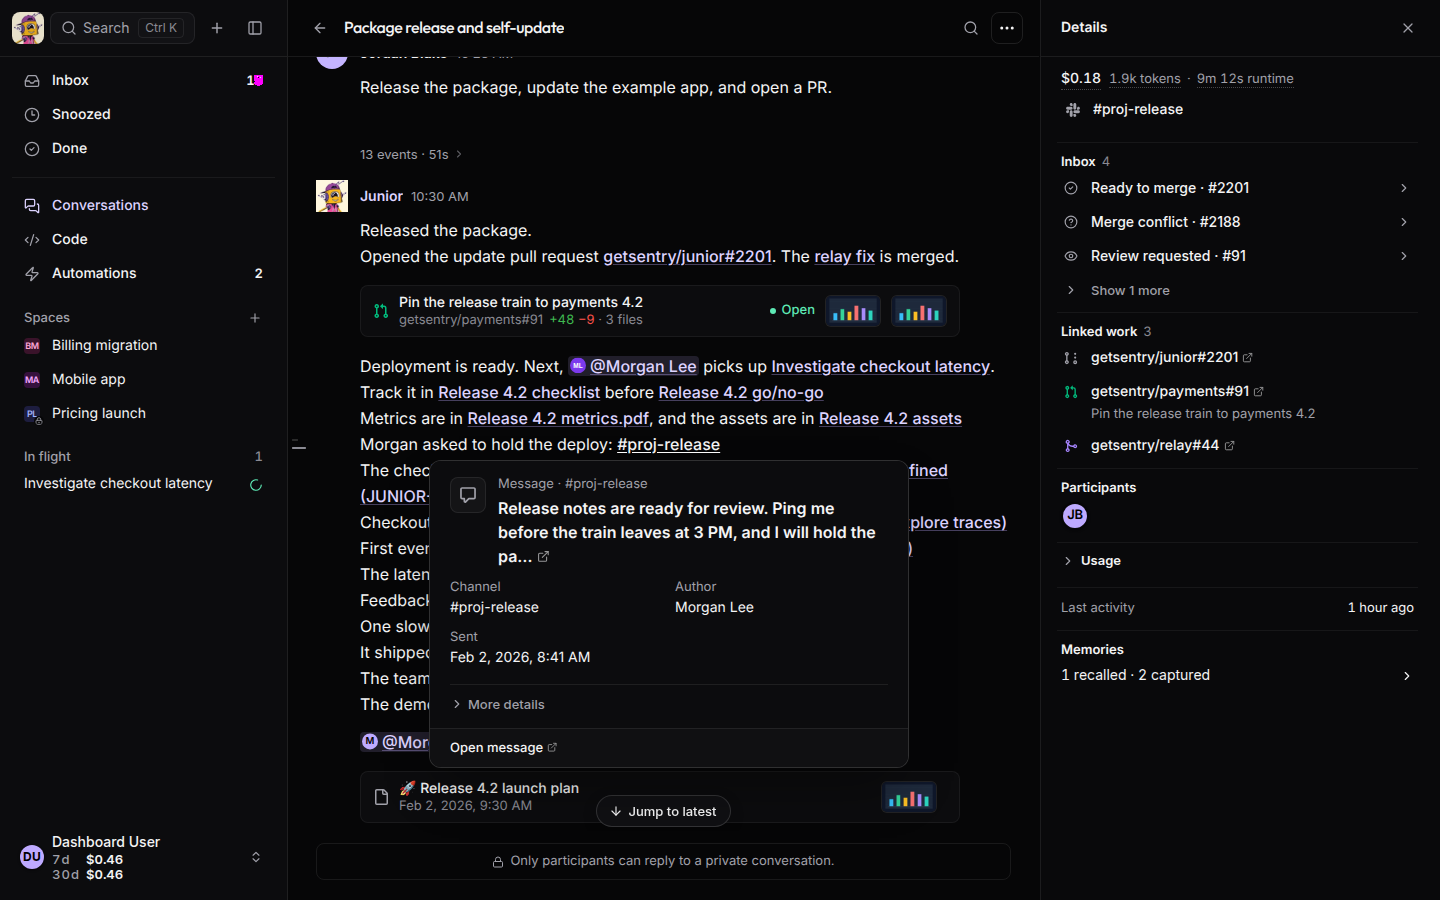 Search Ctrl K
Inbox
Snoozed
Done
Conversations
Code
Automations 2
Spaces
BM Billing migration
MA Mobile app
PL Pricing launch
In flight 1
Investigate checkout latency
DU Dashboard User
7d $0.46
30d $0.46
Package release and self-update
Release the package, update the example app, and open a PR.
13 events · 51s
Junior 10:30 AM
Released the package.
Opened the update pull request getsentry/junior#2201. The relay fix is merged.
Pin the release train to payments 4.2
getsentry/payments#91 +48 −9 · 3 files
Open
Deployment is ready. Next, ML @Morgan Lee picks up Investigate checkout latency.
Track it in Release 4.2 checklist before Release 4.2 go/no-go
Metrics are in Release 4.2 metrics.pdf, and the assets are in Release 4.2 assets
Morgan asked to hold the deploy: #proj-release
The chec
fined
(JUNIOR-
Checkout
plore traces)
First ever
)
The laten
Feedback
One slow
It shipped
The team
The demo
M @Mor
Message · #proj-release
Release notes are ready for review. Ping me
before the train leaves at 3 PM, and I will hold the
pa...
Channel
#proj-release
Author
Morgan Lee
Sent
Feb 2, 2026, 8:41 AM
More details
Open message
🚀 Release 4.2 launch plan
Feb 2, 2026, 9:30 AM
Jump to latest
Only participants can reply to a private conversation.
Details
$0.18 1.9k tokens · 9m 12s runtime
#proj-release
Inbox 4
Ready to merge · #2201
Merge conflict · #2188
Review requested · #91
Show 1 more
Linked work 3
getsentry/junior#2201
getsentry/payments#91
Pin the release train to payments 4.2
getsentry/relay#44
Participants
JB
Usage
Last activity 1 hour ago
Memories
1 recalled · 2 captured